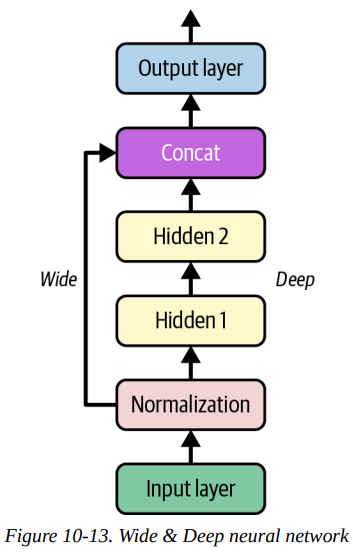 Output layer
Concat
Hidden 2
Wide
Deep
Hidden 1
Normalization
Input layer
Figure 10-13. Wide & Deep neural network